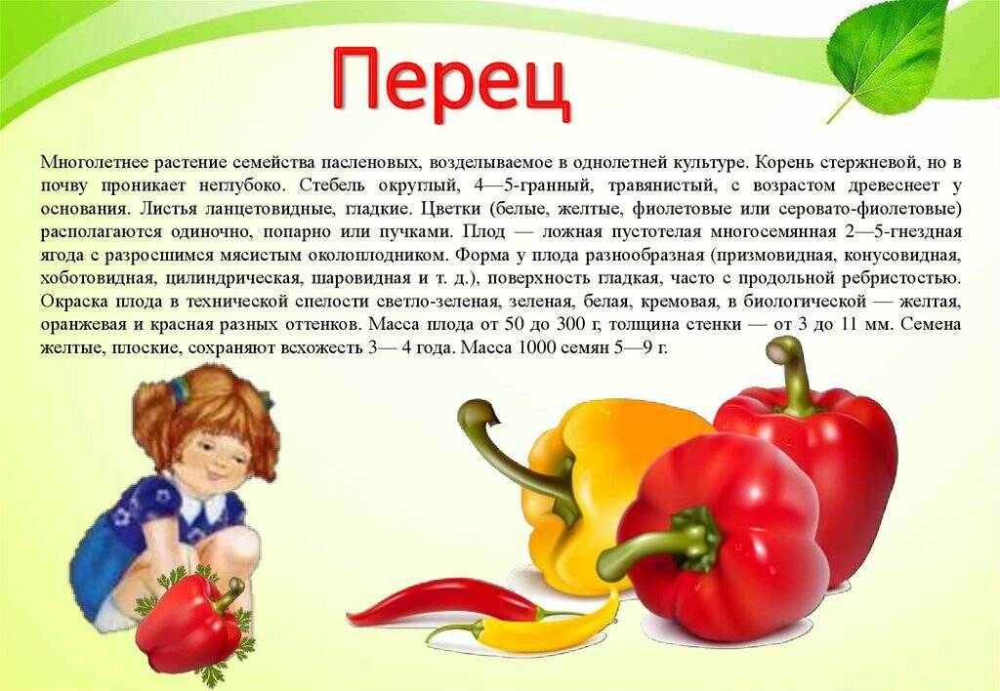 Перец
Многолетнее растение семейства пасленовых, возделываемое в однолетней культуре. Корень стержневой, но в
почву проникает неглубоко. Стебель округлый, 4—5-гранный, травянистый, с возрастом древеснеет у
основания. Листья ланцетовидные, гладкие. Цветки (белые, желтые, фиолетовые или серовато-фиолетовые)
располагаются одиночно, попарно или пучками. Плод — ложная пустотелая многосемянная 2—5-гнездная
ягода с разросшимся мясистым околоплодником. Форма у плода разнообразная (призмовидная, конусовидная,
хоботовидная, цилиндрическая, шаровидная и т. д.), поверхность гладкая, часто с продольной ребристостью.
Окраска плода в технической спелости светло-зеленая, зеленая, белая, кремовая, в биологической — желтая,
оранжевая и красная разных оттенков. Масса плода от 50 до 300 г, толщина стенки — от 3 до 11 мм. Семена
желтые, плоские, сохраняют всхожесть 3— 4 года. Масса 1000 семян 5—9 г.